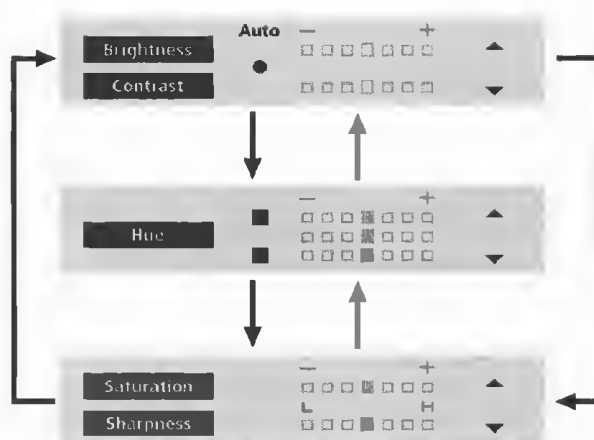 Auto − +
Brightness
Contrast
− +
Hue
− +
Saturation
L H
Sharpness